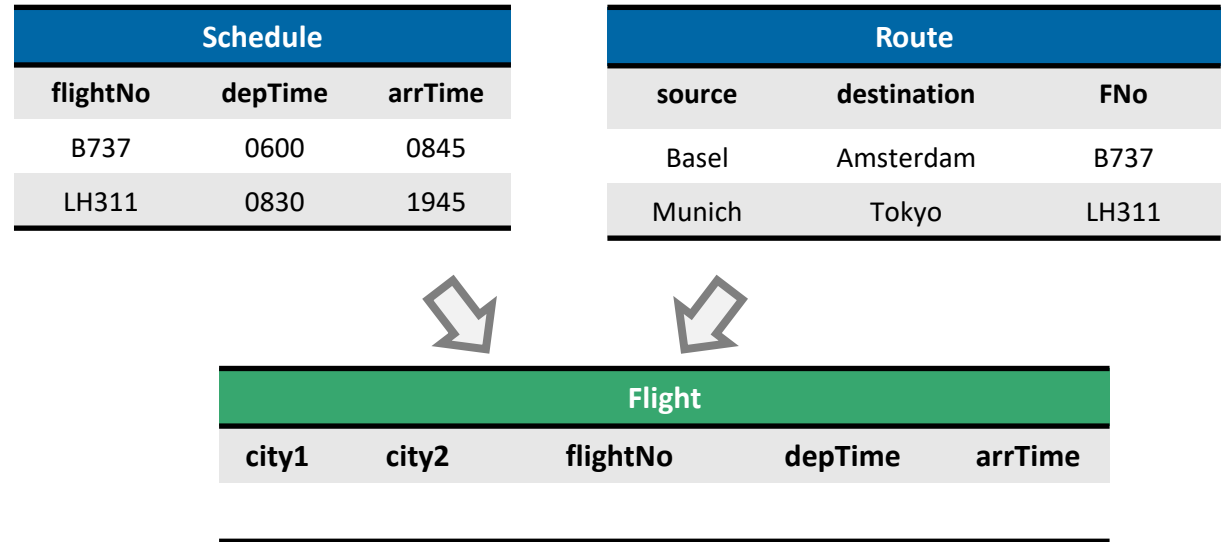 Schedule
flightNo depTime arrTime
B737 0600 0845
LH311 0830 1945
Route
source destination FNo
Basel Amsterdam B737
Munich Tokyo LH311
Flight
city1 city2 flightNo depTime arrTime